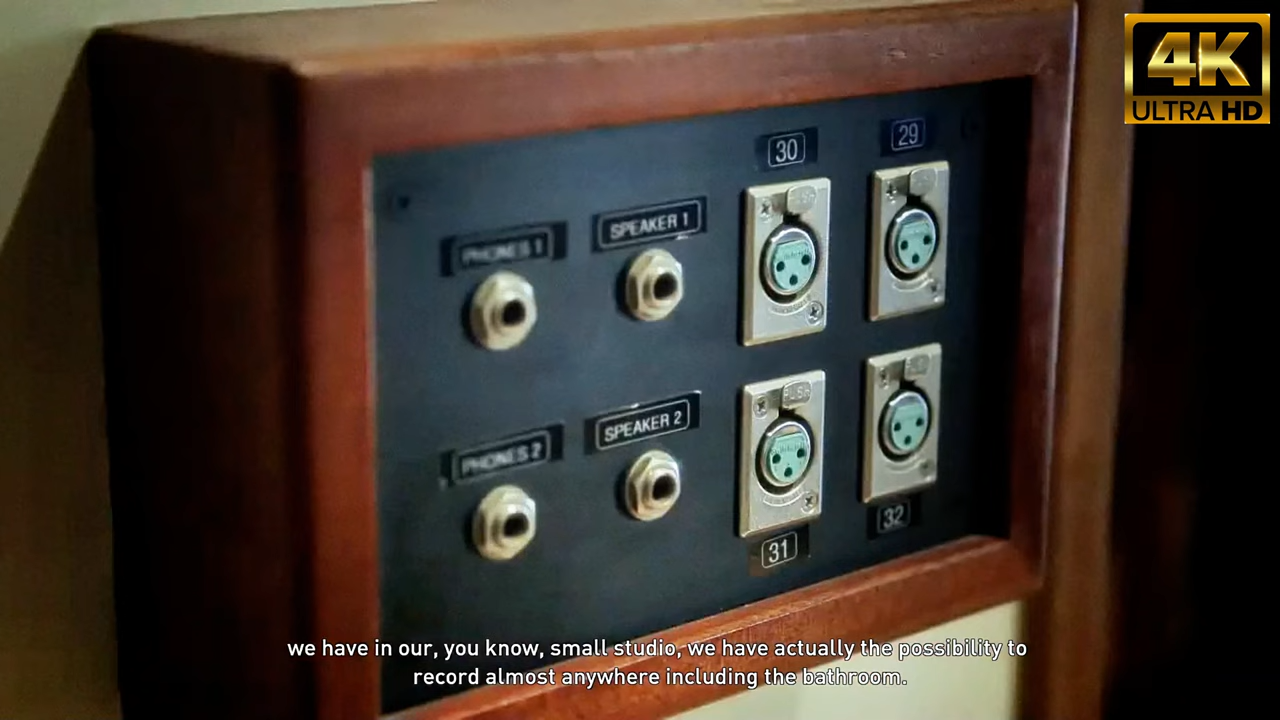 4K
ULTRA HD
30
29
PHONES 1
SPEAKER 1
PUSH
PHONES 2
SPEAKER 2
31
32
we have in our, you know, small studio, we have actually the possibility to
record almost anywhere including the bathroom.